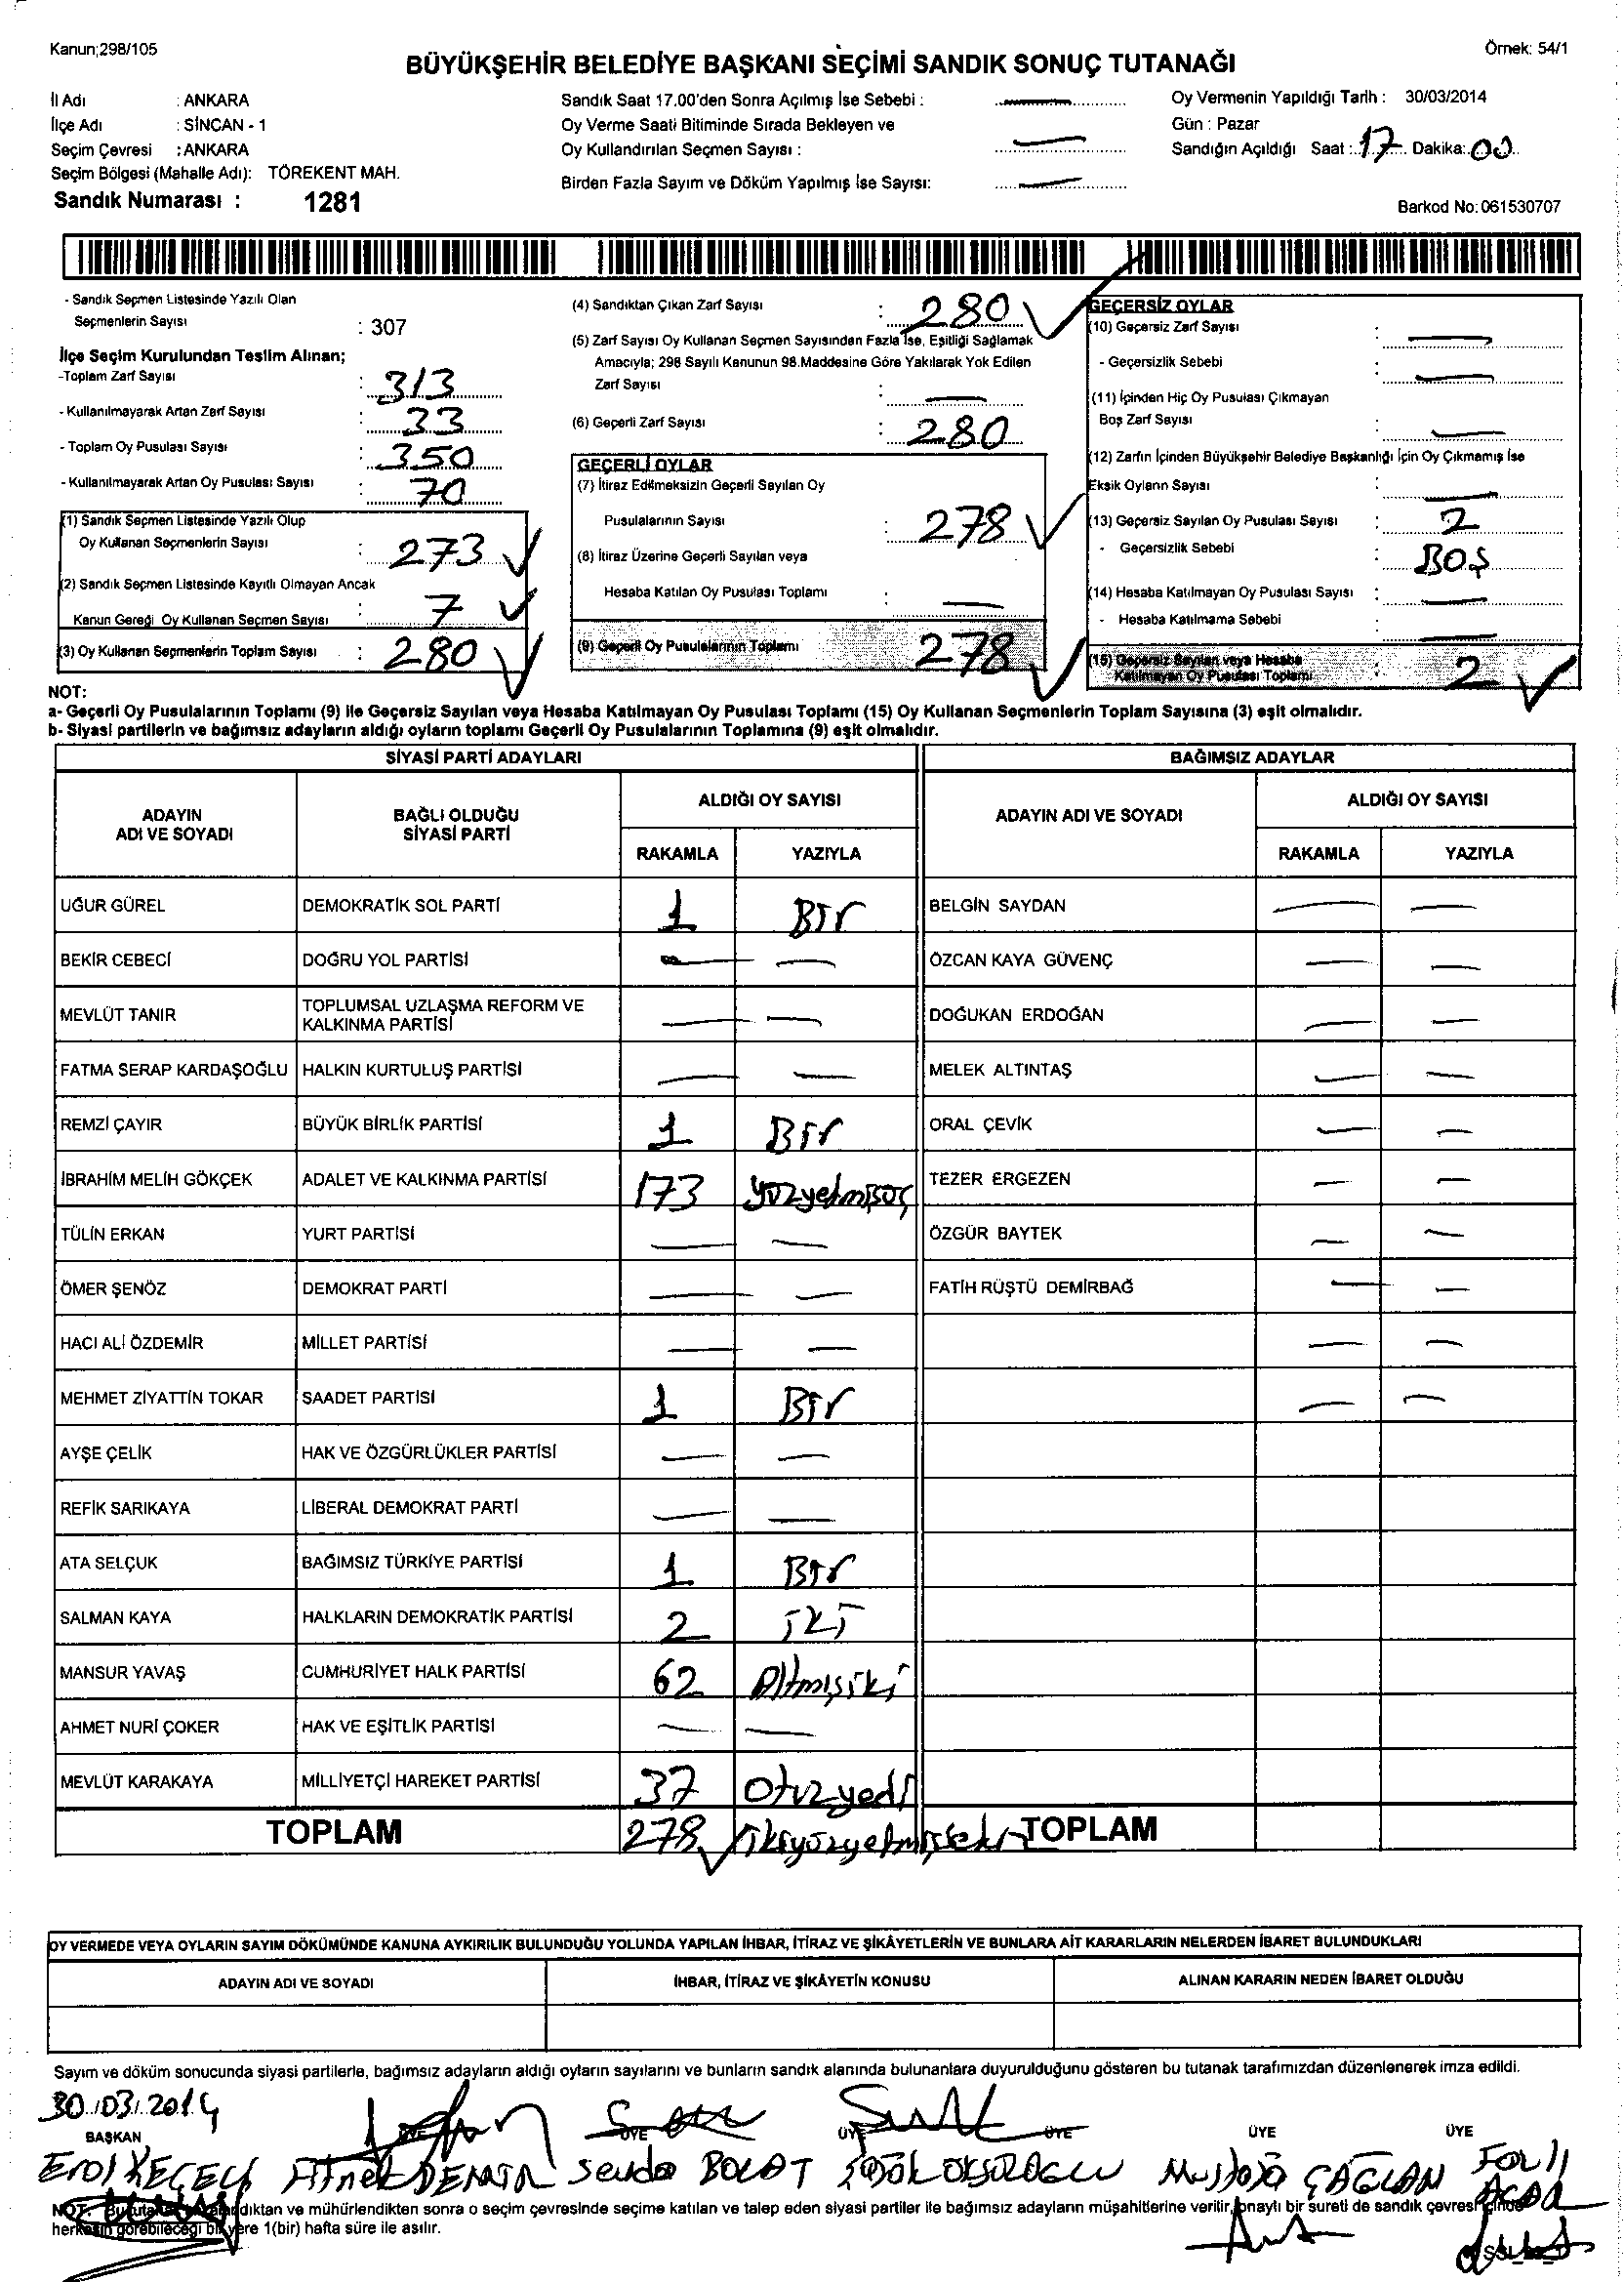 Kanun;298/105
Örnek: 54/1
BÜYÜKŞEHİR BELEDİYE BAŞKANI SEÇİMİ SANDIK SONUÇ TUTANAĞI
İl Adı : ANKARA
İlçe Adı : SİNCAN - 1
Seçim Çevresi : ANKARA
Seçim Bölgesi (Mahalle Adı): TÖREKENT MAH.
Sandık Numarası : 1281
Sandık Saat 17.00'den Sonra Açılmış İse Sebebi : —
Oy Verme Saati Bitiminde Sırada Bekleyen ve
Oy Kullandırılan Seçmen Sayısı : —
Birden Fazla Sayım ve Döküm Yapılmış İse Sayısı: —
Oy Vermenin Yapıldığı Tarih : 30/03/2014
Gün : Pazar
Sandığın Açıldığı Saat : 17 Dakika: 00
Barkod No: 061530707
- Sandık Seçmen Listesinde Yazılı Olan
Seçmenlerin Sayısı : 307
İlçe Seçim Kurulundan Teslim Alınan;
-Toplam Zarf Sayısı : 313
- Kullanılmayarak Artan Zarf Sayısı : 33
- Toplam Oy Pusulası Sayısı : 350
- Kullanılmayarak Artan Oy Pusulası Sayısı : 70
(1) Sandık Seçmen Listesinde Yazılı Olup
Oy Kullanan Seçmenlerin Sayısı : 273
(2) Sandık Seçmen Listesinde Kayıtlı Olmayan Ancak
Kanun Gereği Oy Kullanan Seçmen Sayısı : 7
(3) Oy Kullanan Seçmenlerin Toplam Sayısı : 280
(4) Sandıktan Çıkan Zarf Sayısı : 280
(5) Zarf Sayısı Oy Kullanan Seçmen Sayısından Fazla İse, Eşitliği Sağlamak
Amacıyla; 298 Sayılı Kanunun 98.Maddesine Göre Yakılarak Yok Edilen
Zarf Sayısı : —
(6) Geçerli Zarf Sayısı : 280
GEÇERLİ OYLAR
(7) İtiraz Edilmeksizin Geçerli Sayılan Oy
Pusulalarının Sayısı : 278
(8) İtiraz Üzerine Geçerli Sayılan veya
Hesaba Katılan Oy Pusulası Toplamı : —
(9) Geçerli Oy Pusulalarının Toplamı 278
GEÇERSİZ OYLAR
(10) Geçersiz Zarf Sayısı : —
- Geçersizlik Sebebi : —
(11) İçinden Hiç Oy Pusulası Çıkmayan
Boş Zarf Sayısı : —
(12) Zarfın İçinden Büyükşehir Belediye Başkanlığı İçin Oy Çıkmamış İse
Eksik Oyların Sayısı : —
(13) Geçersiz Sayılan Oy Pusulası Sayısı : 2
- Geçersizlik Sebebi : BOŞ
(14) Hesaba Katılmayan Oy Pusulası Sayısı : —
- Hesaba Katılmama Sebebi : —
(15) Geçersiz Sayılan veya Hesaba
Katılmayan Oy Pusulası Toplamı : 2
NOT:
a- Geçerli Oy Pusulalarının Toplamı (9) ile Geçersiz Sayılan veya Hesaba Katılmayan Oy Pusulası Toplamı (15) Oy Kullanan Seçmenlerin Toplam Sayısına (3) eşit olmalıdır.
b- Siyasi partilerin ve bağımsız adayların aldığı oyların toplamı Geçerli Oy Pusulalarının Toplamına (9) eşit olmalıdır.
SİYASİ PARTİ ADAYLARI BAĞIMSIZ ADAYLAR
ADAYIN ADI VE SOYADI BAĞLI OLDUĞU SİYASİ PARTİ ALDIĞI OY SAYISI ADAYIN ADI VE SOYADI ALDIĞI OY SAYISI
RAKAMLA YAZIYLA RAKAMLA YAZIYLA
UĞUR GÜREL DEMOKRATİK SOL PARTİ 1 Bir BELGİN SAYDAN — —
BEKİR CEBECİ DOĞRU YOL PARTİSİ — — ÖZCAN KAYA GÜVENÇ — —
MEVLÜT TANIR TOPLUMSAL UZLAŞMA REFORM VE KALKINMA PARTİSİ — — DOĞUKAN ERDOĞAN — —
FATMA SERAP KARDAŞOĞLU HALKIN KURTULUŞ PARTİSİ — — MELEK ALTINTAŞ — —
REMZİ ÇAYIR BÜYÜK BİRLİK PARTİSİ 1 Bir ORAL ÇEVİK — —
İBRAHİM MELİH GÖKÇEK ADALET VE KALKINMA PARTİSİ 173 yüzyetmişüç TEZER ERGEZEN — —
TÜLİN ERKAN YURT PARTİSİ — — ÖZGÜR BAYTEK — —
ÖMER ŞENÖZ DEMOKRAT PARTİ — — FATİH RÜŞTÜ DEMİRBAĞ — —
HACI ALİ ÖZDEMİR MİLLET PARTİSİ — — — —
MEHMET ZİYATTİN TOKAR SAADET PARTİSİ 1 Bir — —
AYŞE ÇELİK HAK VE ÖZGÜRLÜKLER PARTİSİ — —
REFİK SARIKAYA LİBERAL DEMOKRAT PARTİ — —
ATA SELÇUK BAĞIMSIZ TÜRKİYE PARTİSİ 1 Bir
SALMAN KAYA HALKLARIN DEMOKRATİK PARTİSİ 2 iki
MANSUR YAVAŞ CUMHURİYET HALK PARTİSİ 62 Altmışiki
AHMET NURİ ÇOKER HAK VE EŞİTLİK PARTİSİ — —
MEVLÜT KARAKAYA MİLLİYETÇİ HAREKET PARTİSİ 37 Otuzyedi
TOPLAM 278 ikiyüzyetmişsekiz TOPLAM
OY VERMEDE VEYA OYLARIN SAYIM DÖKÜMÜNDE KANUNA AYKIRILIK BULUNDUĞU YOLUNDA YAPILAN İHBAR, İTİRAZ VE ŞİKÂYETLERİN VE BUNLARA AİT KARARLARIN NELERDEN İBARET BULUNDUKLARI
ADAYIN ADI VE SOYADI İHBAR, İTİRAZ VE ŞİKÂYETİN KONUSU ALINAN KARARIN NEDEN İBARET OLDUĞU
Sayım ve döküm sonucunda siyasi partilerle, bağımsız adayların aldığı oyların sayılarını ve bunların sandık alanında bulunanlara duyurulduğunu gösteren bu tutanak tarafımızdan düzenlenerek imza edildi.
30/03/2014
BAŞKAN ÜYE ÜYE ÜYE ÜYE ÜYE
Sevda BOLAT Mustafa ÇAĞLAN
NOT: dıktan ve mühürlendikten sonra o seçim çevresinde seçime katılan ve talep eden siyasi partiler ile bağımsız adayların müşahitlerine verilir, onaylı bir sureti de sandık çevresi içinde
herkesin görebileceği bir yere 1(bir) hafta süre ile asılır.